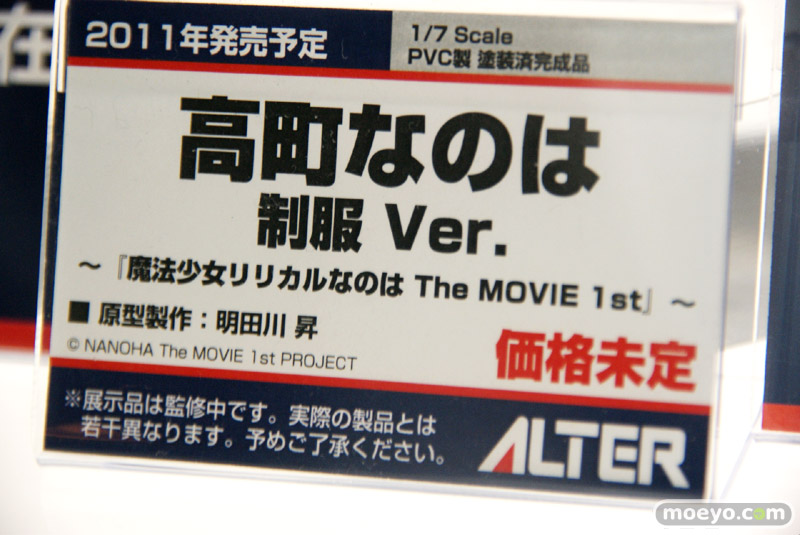 在
2011年発売予定
1/7 Scale
PVC製 塗装済完成品
高町なのは
制服 Ver.
～『魔法少女リリカルなのは The MOVIE 1st』～
■ 原型製作：明田川 昇
© NANOHA The MOVIE 1st PROJECT
価格未定
※展示品は監修中です。実際の製品とは
若干異なります。予めご了承ください。
ALTER
moeyo.com